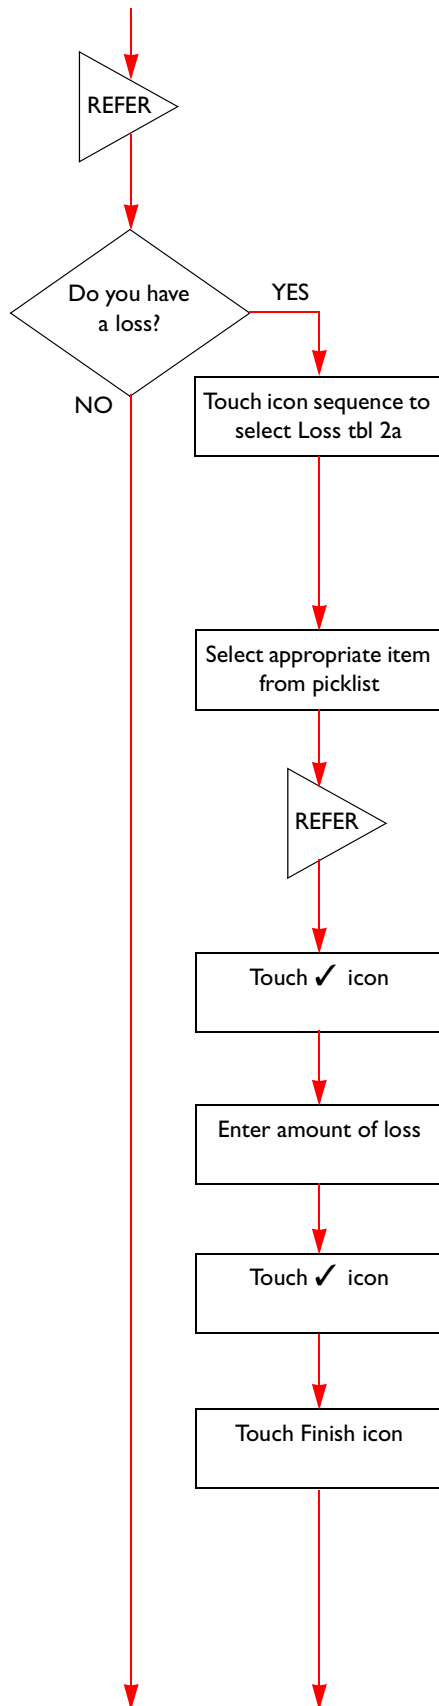 REFER
Do you have
a loss?
YES
NO
Touch icon sequence to
select Loss tbl 2a
Select appropriate item
from picklist
REFER
Touch ✓ icon
Enter amount of loss
Touch ✓ icon
Touch Finish icon